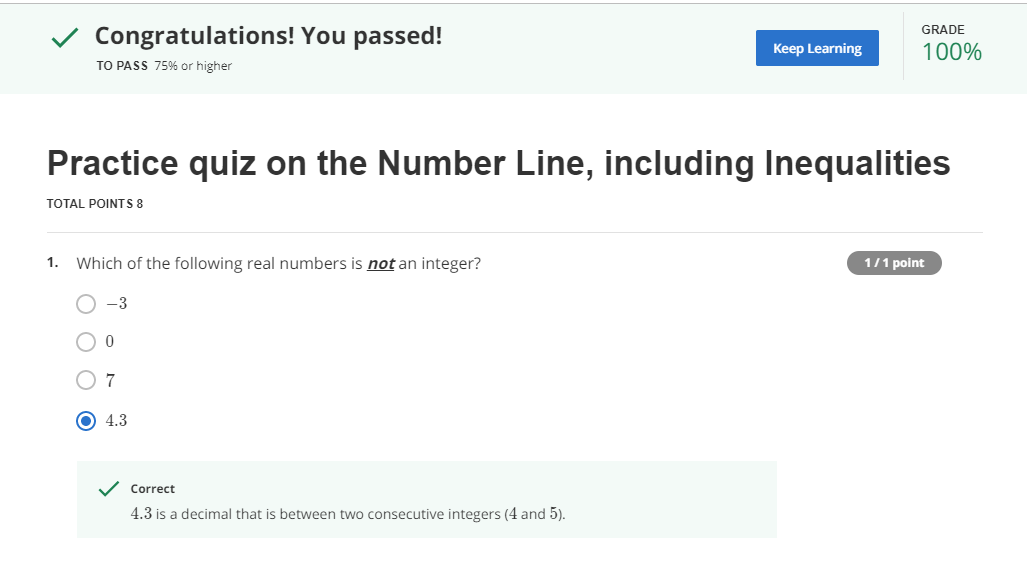 Congratulations! You passed!
TO PASS 75% or higher
Keep Learning
GRADE
100%
Practice quiz on the Number Line, including Inequalities
TOTAL POINTS 8
1. Which of the following real numbers is not an integer?
1 / 1 point
−3
0
7
4.3
Correct
4.3 is a decimal that is between two consecutive integers (4 and 5).